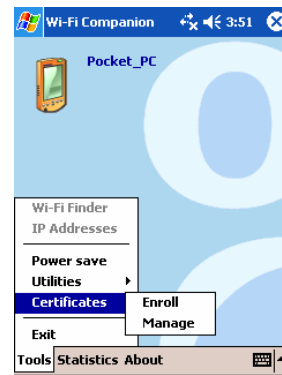 Wi-Fi Companion 3:51
Pocket_PC
Wi-Fi Finder
IP Addresses
Power save
Utilities
Certificates
Enroll
Manage
Exit
Tools Statistics About